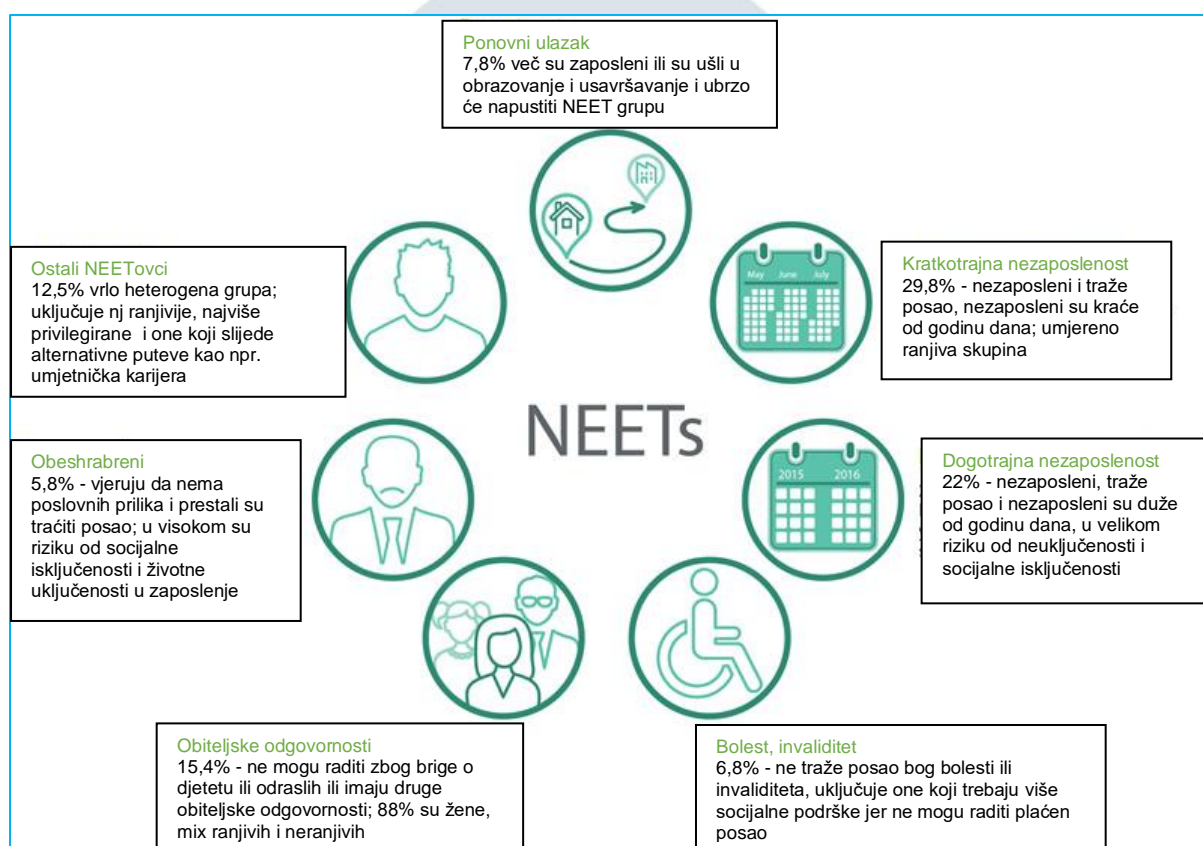 Ponovni ulazak
7,8% več su zaposleni ili su ušli u
obrazovanje i usavršavanje i ubrzo
će napustiti NEET grupu
Ostali NEETovci
12,5% vrlo heterogena grupa;
uključuje nj ranjivije, najviše
privilegirane i one koji slijede
alternativne puteve kao npr.
umjetnička karijera
Kratkotrajna nezaposlenost
29,8% - nezaposleni i traže
posao, nezaposleni su kraće
od godinu dana; umjereno
ranjiva skupina
May June July
NEETs
Obeshrabreni
5,8% - vjeruju da nema
poslovnih prilika i prestali su
traćiti posao; u visokom su
riziku od socijalne
isključenosti i životne
uključenosti u zaposlenje
2015 2016
Dogotrajna nezaposlenost
22% - nezaposleni, traže
posao i nezaposleni su duže
od godinu dana, u velikom
riziku od neuključenosti i
socijalne isključenosti
Obiteljske odgovornosti
15,4% - ne mogu raditi zbog brige o
djetetu ili odraslih ili imaju druge
obiteljske odgovornosti; 88% su žene,
mix ranjivih i neranjivih
Bolest, invaliditet
6,8% - ne traže posao bog bolesti ili
invaliditeta, uključuje one koji trebaju više
socijalne podrške jer ne mogu raditi plaćen
posao